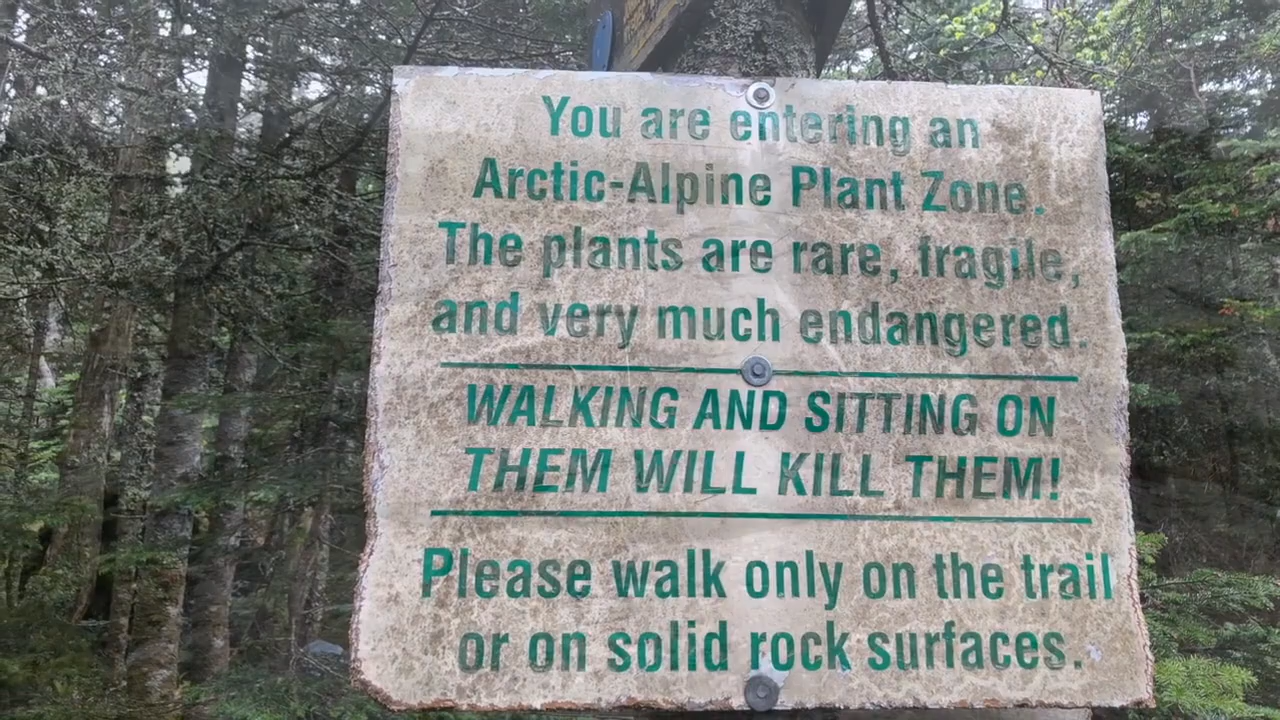 You are entering an
Arctic-Alpine Plant Zone.
The plants are rare, fragile,
and very much endangered.
WALKING AND SITTING ON
THEM WILL KILL THEM!
Please walk only on the trail
or on solid rock surfaces.